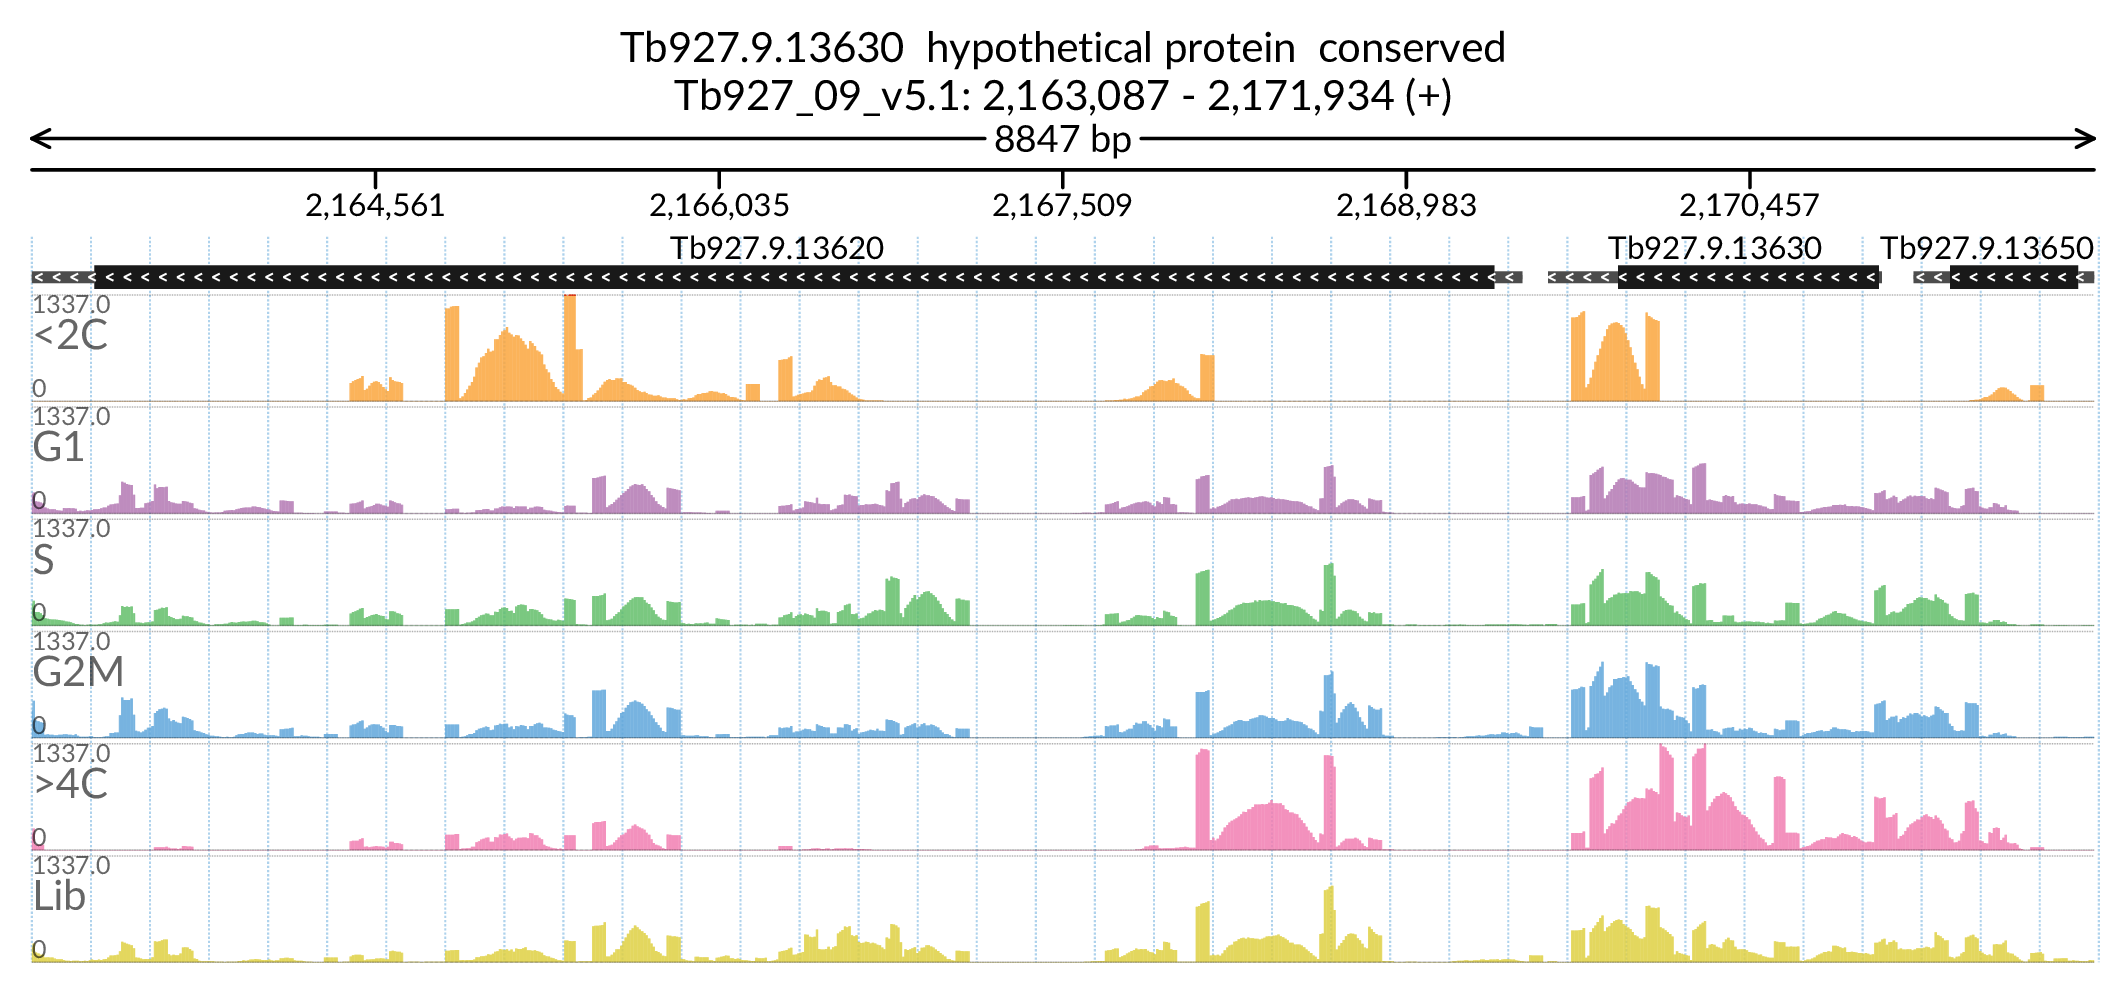 Tb927.9.13630  hypothetical protein  conserved
Tb927_09_v5.1: 2,163,087 - 2,171,934 (+)
8847 bp
2,164,561 2,166,035 2,167,509 2,168,983 2,170,457
Tb927.9.13620 Tb927.9.13630 Tb927.9.13650
1337.0
<2C
0
1337.0
G1
0
1337.0
S
0
1337.0
G2M
0
1337.0
>4C
0
1337.0
Lib
0